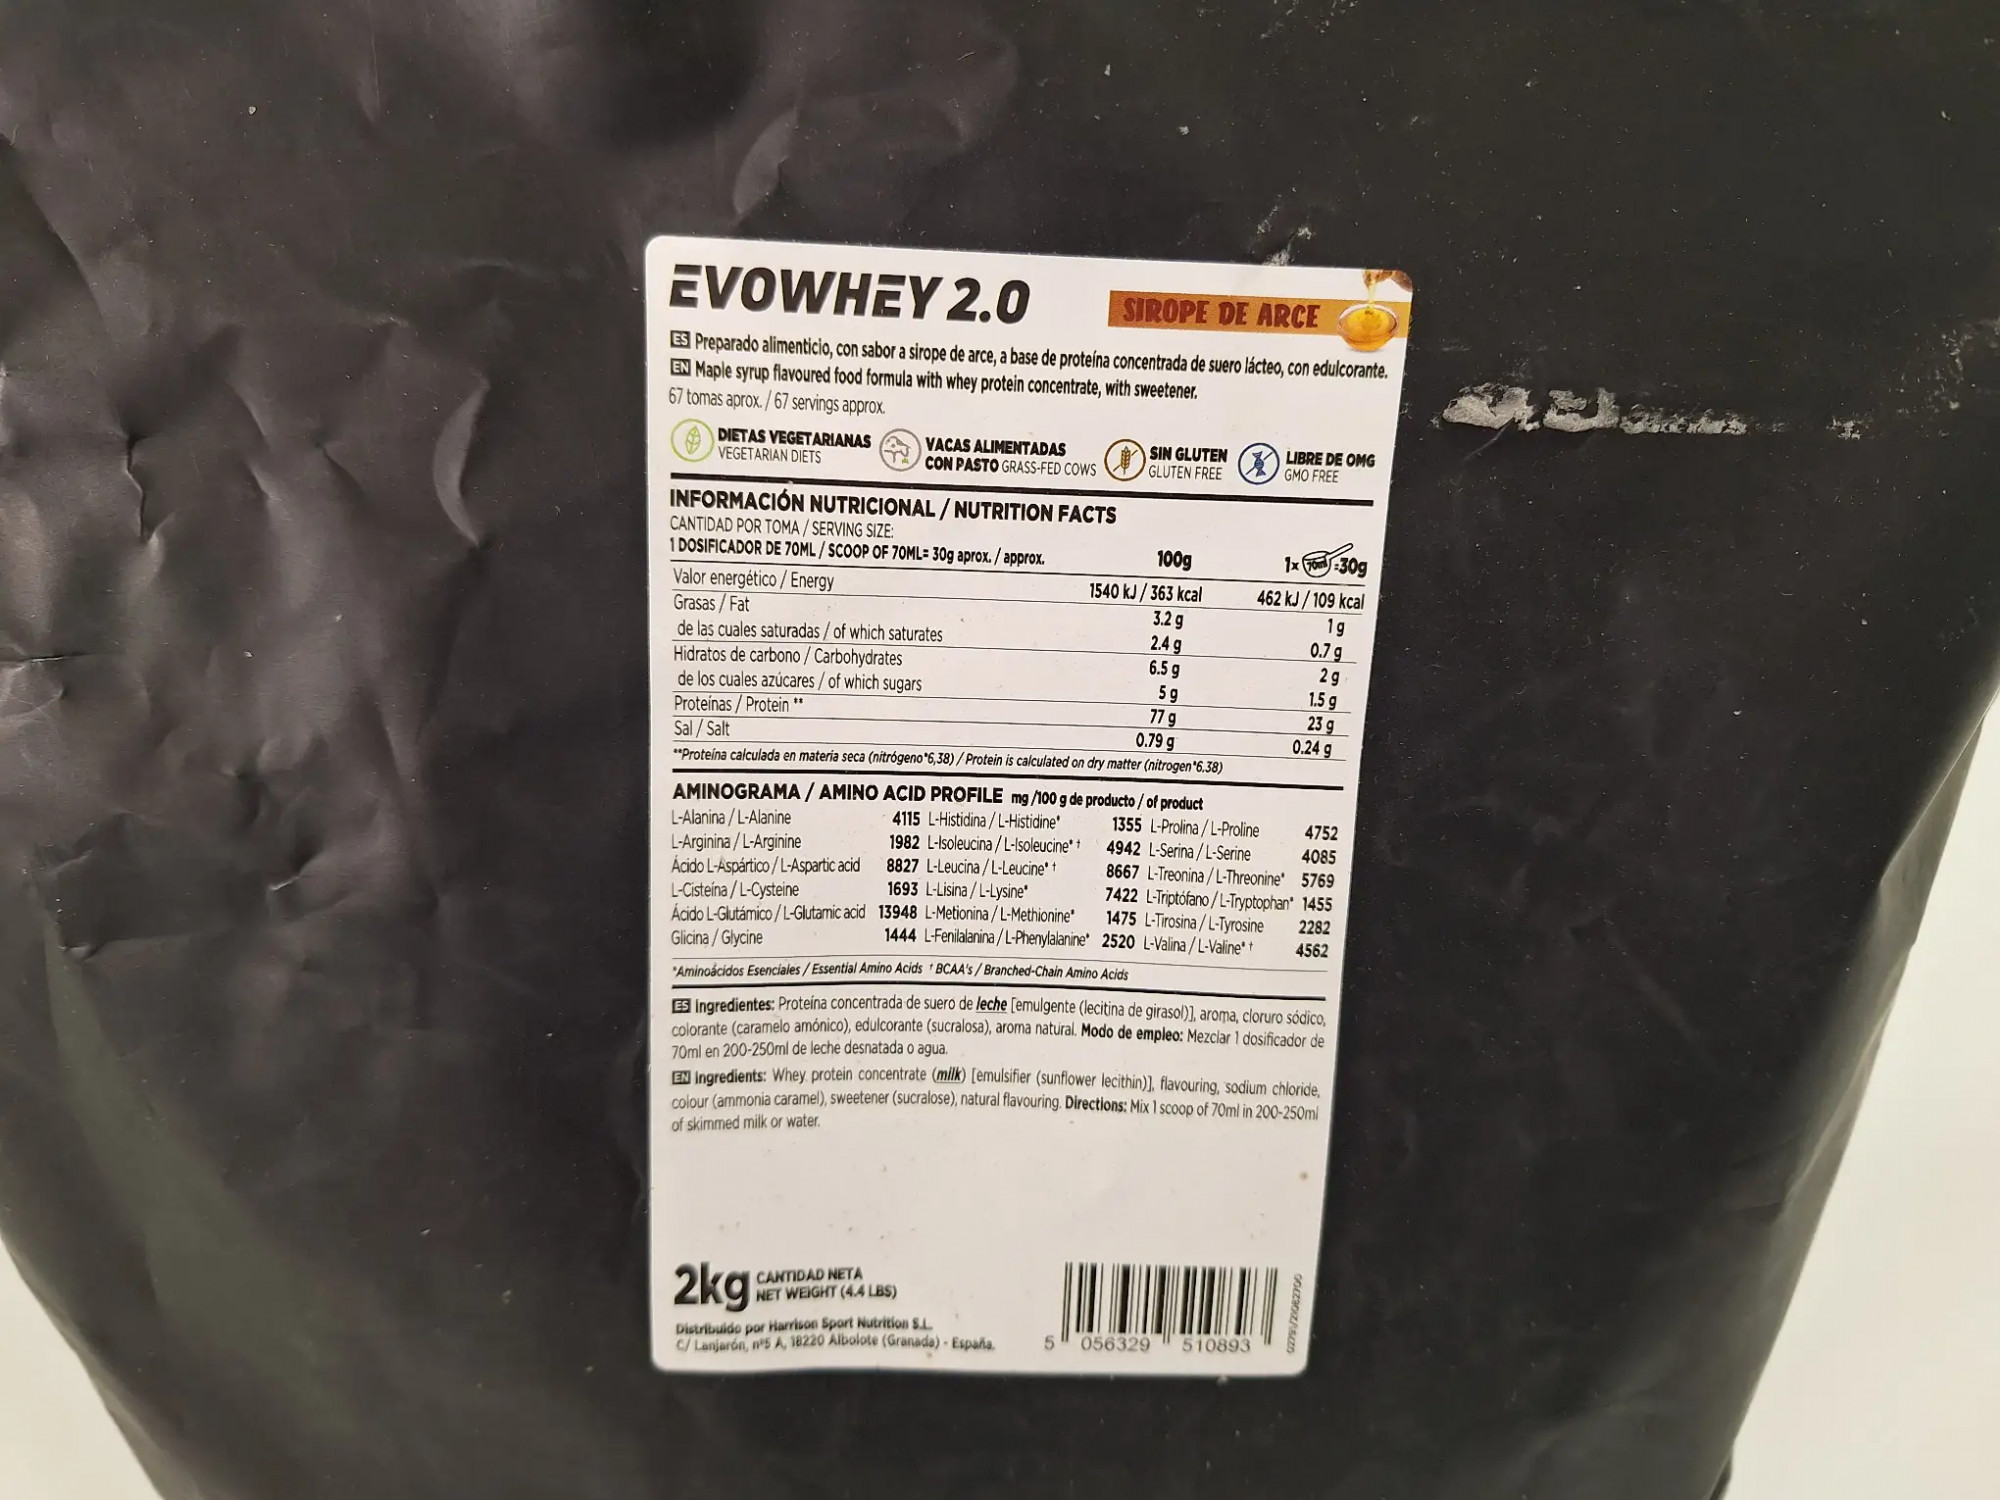 EVOWHEY 2.0
SIROPE DE ARCE
ES Preparado alimenticio, con sabor a sirope de arce, a base de proteína concentrada de suero lácteo, con edulcorante.
EN Maple syrup flavoured food formula with whey protein concentrate, with sweetener.
67 tomas aprox. / 67 servings approx.
DIETAS VEGETARIANAS
VEGETARIAN DIETS
VACAS ALIMENTADAS
CON PASTO GRASS-FED COWS
SIN GLUTEN
GLUTEN FREE
LIBRE DE OMG
GMO FREE
INFORMACIÓN NUTRICIONAL / NUTRITION FACTS
CANTIDAD POR TOMA / SERVING SIZE:
1 DOSIFICADOR DE 70ML / SCOOP OF 70ML= 30g aprox. / approx. 100g 1x 70ml =30g
Valor energético / Energy 1540 kJ / 363 kcal 462 kJ / 109 kcal
Grasas / Fat 3.2 g 1 g
de las cuales saturadas / of which saturates 2.4 g 0.7 g
Hidratos de carbono / Carbohydrates 6.5 g 2 g
de los cuales azúcares / of which sugars 5 g 1.5 g
Proteínas / Protein ** 77 g 23 g
Sal / Salt 0.79 g 0.24 g
**Proteína calculada en materia seca (nitrógeno*6,38) / Protein is calculated on dry matter (nitrogen*6.38)
AMINOGRAMA / AMINO ACID PROFILE mg /100 g de producto / of product
L-Alanina / L-Alanine 4115 L-Histidina / L-Histidine* 1355 L-Prolina / L-Proline 4752
L-Arginina / L-Arginine 1982 L-Isoleucina / L-Isoleucine* † 4942 L-Serina / L-Serine 4085
Ácido L-Aspártico / L-Aspartic acid 8827 L-Leucina / L-Leucine* † 8667 L-Treonina / L-Threonine* 5769
L-Cisteína / L-Cysteine 1693 L-Lisina / L-Lysine* 7422 L-Triptófano / L-Tryptophan* 1455
Ácido L-Glutámico / L-Glutamic acid 13948 L-Metionina / L-Methionine* 1475 L-Tirosina / L-Tyrosine 2282
Glicina / Glycine 1444 L-Fenilalanina / L-Phenylalanine* 2520 L-Valina / L-Valine* † 4562
*Aminoácidos Esenciales / Essential Amino Acids † BCAA's / Branched-Chain Amino Acids
ES Ingredientes: Proteína concentrada de suero de leche [emulgente (lecitina de girasol)], aroma, cloruro sódico,
colorante (caramelo amónico), edulcorante (sucralosa), aroma natural. Modo de empleo: Mezclar 1 dosificador de
70ml en 200-250ml de leche desnatada o agua.
EN Ingredients: Whey protein concentrate (milk) [emulsifier (sunflower lecithin)], flavouring, sodium chloride,
colour (ammonia caramel), sweetener (sucralose), natural flavouring. Directions: Mix 1 scoop of 70ml in 200-250ml
of skimmed milk or water.
2kg CANTIDAD NETA
NET WEIGHT (4.4 LBS)
Distribuido por Harrison Sport Nutrition S.L.
C/ Lanjarón, nº5 A, 18220 Albolote (Granada) - España.
5 056329 510893